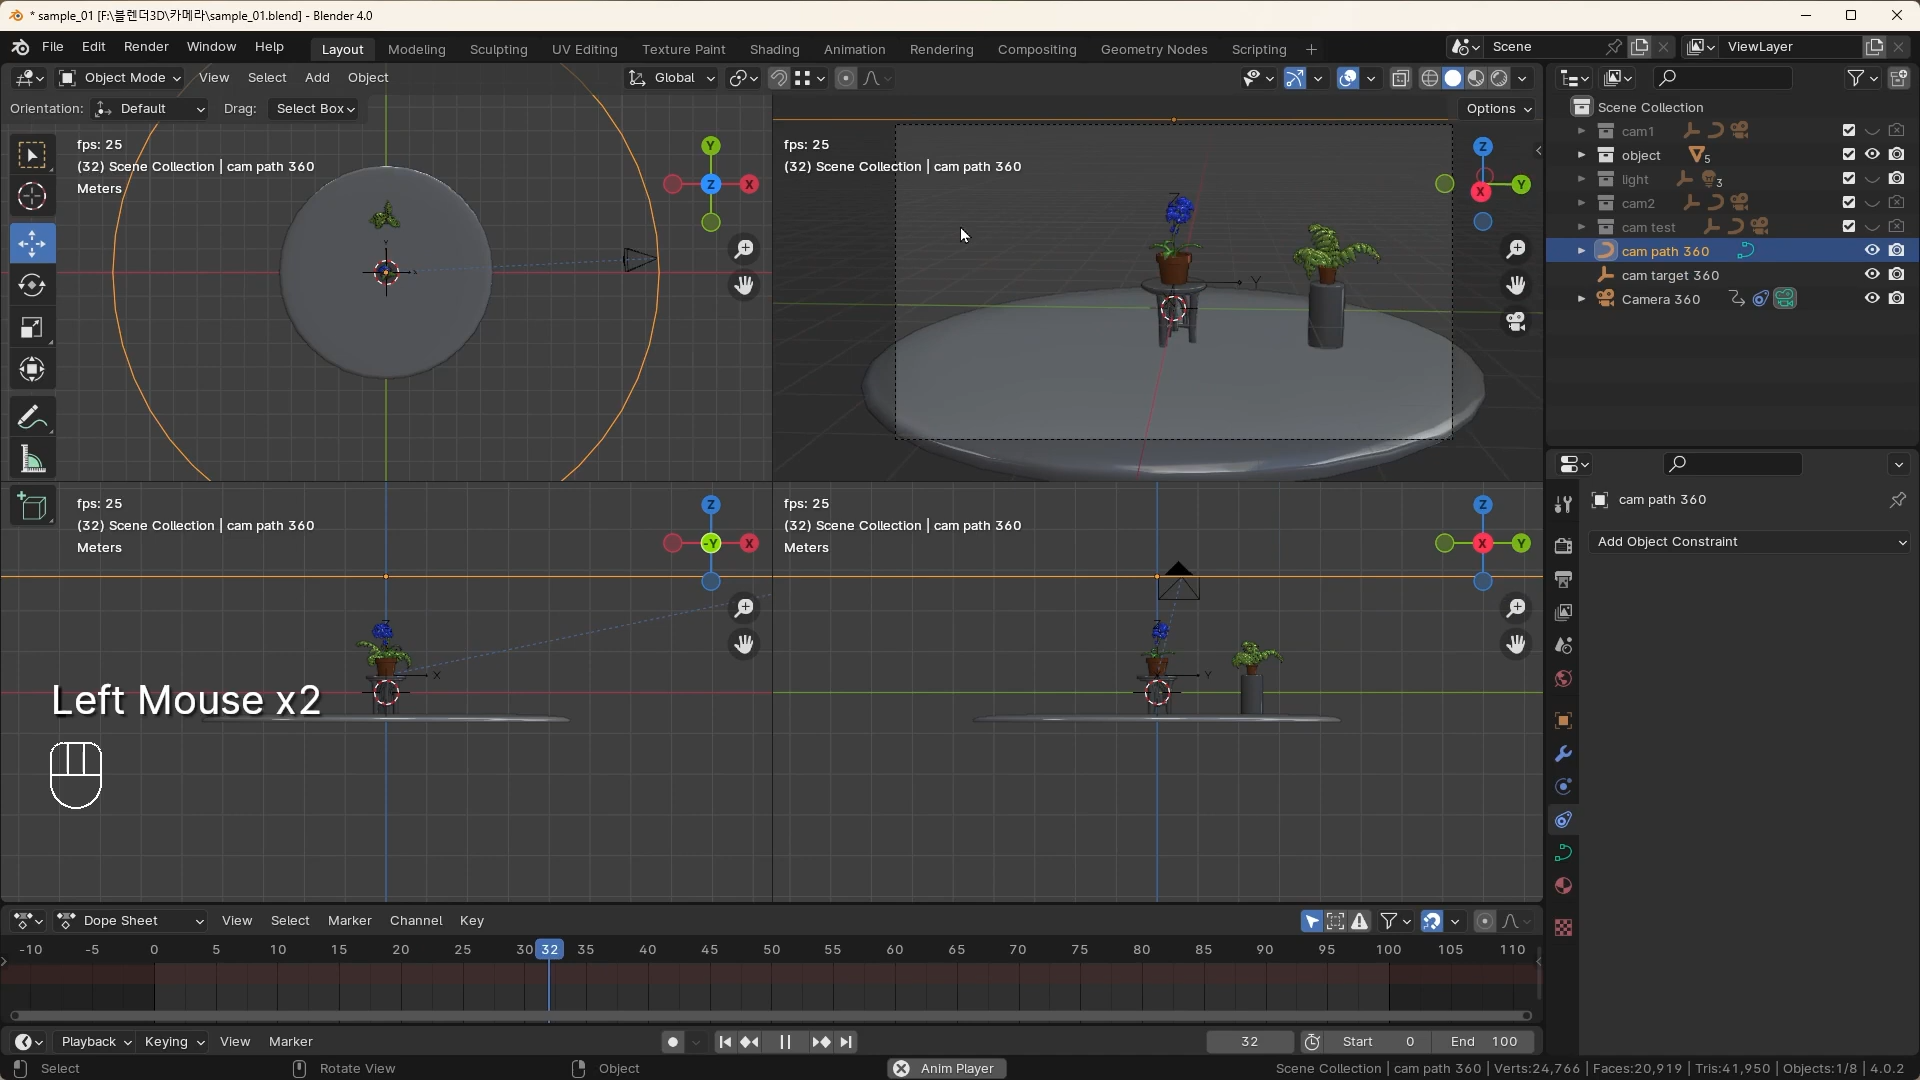 * sample_01 [F:\블렌더3D\카메라\sample_01.blend] - Blender 4.0
File Edit Render Window Help
Layout Modeling Sculpting UV Editing Texture Paint Shading Animation Rendering Compositing Geometry Nodes Scripting +
Scene
ViewLayer
Object Mode View Select Add Object
Global
Orientation: Default Drag: Select Box
Options
fps: 25
(32) Scene Collection | cam path 360
Meters
Y
Z
X
fps: 25
(32) Scene Collection | cam path 360
Z
Y
X
Y
fps: 25
(32) Scene Collection | cam path 360
Meters
Z
-Y
X
X
fps: 25
(32) Scene Collection | cam path 360
Meters
Z
X
Y
Y
Left Mouse x2
Scene Collection
cam1
object 5
light 3
cam2
cam test
cam path 360
cam target 360
Camera 360
cam path 360
Add Object Constraint
Dope Sheet View Select Marker Channel Key
-10 -5 0 5 10 15 20 25 30 32 35 40 45 50 55 60 65 70 75 80 85 90 95 100 105 110
Playback Keying View Marker
32 Start 0 End 100
Select Rotate View Object
Anim Player
Scene Collection | cam path 360 | Verts:24,766 | Faces:20,919 | Tris:41,950 | Objects:1/8 | 4.0.2